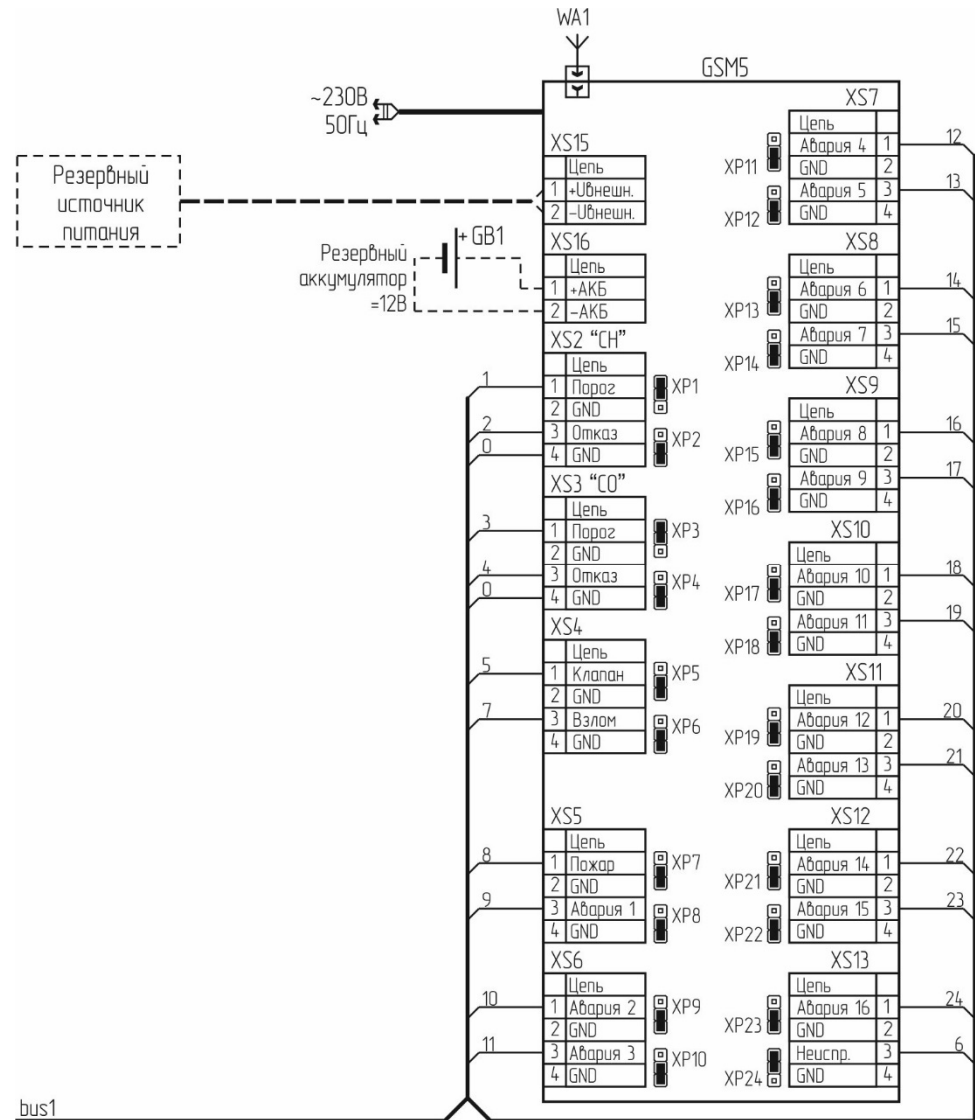 WA1
GSM5
~230В
50Гц
Резервный
источник
питания
XS15
Цепь
1 +Uвнешн.
2 –Uвнешн.
Резервный
аккумулятор
=12В
+ GB1
XS16
Цепь
1 +АКБ
2 –АКБ
XS2 “СН”
Цепь
1 1 Порог XP1
2 GND
2 3 Отказ XP2
0 4 GND
XS3 “СО”
Цепь
3 1 Порог XP3
2 GND
4 3 Отказ XP4
0 4 GND
XS4
Цепь
5 1 Клапан XP5
2 GND
7 3 Взлом XP6
4 GND
XS5
Цепь
8 1 Пожар XP7
2 GND
9 3 Авария 1 XP8
4 GND
XS6
Цепь
10 1 Авария 2 XP9
2 GND
11 3 Авария 3 XP10
4 GND
XS7
Цепь
Авария 4 1 12
XP11 GND 2
Авария 5 3 13
XP12 GND 4
XS8
Цепь
Авария 6 1 14
XP13 GND 2
Авария 7 3 15
XP14 GND 4
XS9
Цепь
Авария 8 1 16
XP15 GND 2
Авария 9 3 17
XP16 GND 4
XS10
Цепь
Авария 10 1 18
XP17 GND 2
Авария 11 3 19
XP18 GND 4
XS11
Цепь
Авария 12 1 20
XP19 GND 2
Авария 13 3 21
XP20 GND 4
XS12
Цепь
Авария 14 1 22
XP21 GND 2
Авария 15 3 23
XP22 GND 4
XS13
Цепь
Авария 16 1 24
XP23 GND 2
Неиспр. 3 6
XP24 GND 4
bus1